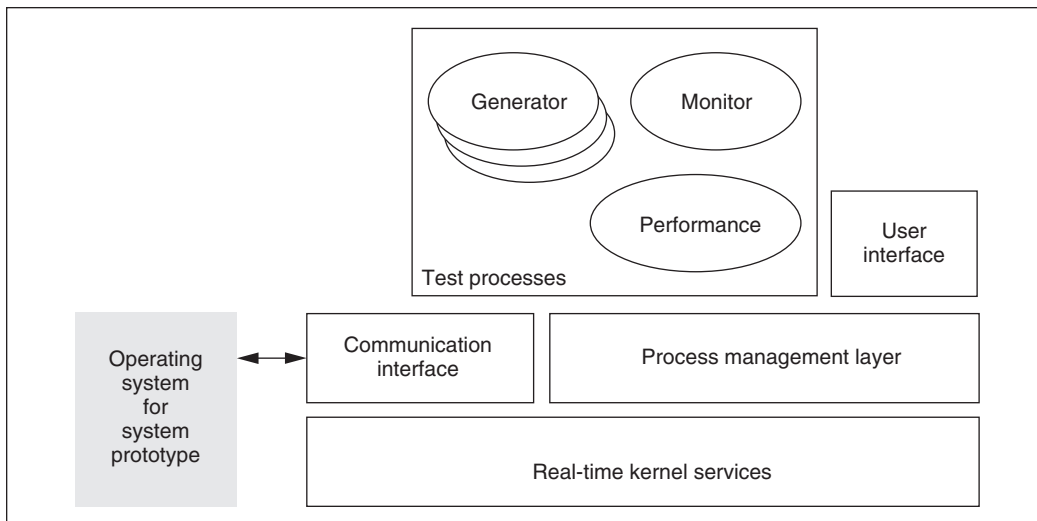 Generator
Monitor
Performance
Test processes
User
interface
Operating
system
for
system
prototype
Communication
interface
Process management layer
Real-time kernel services